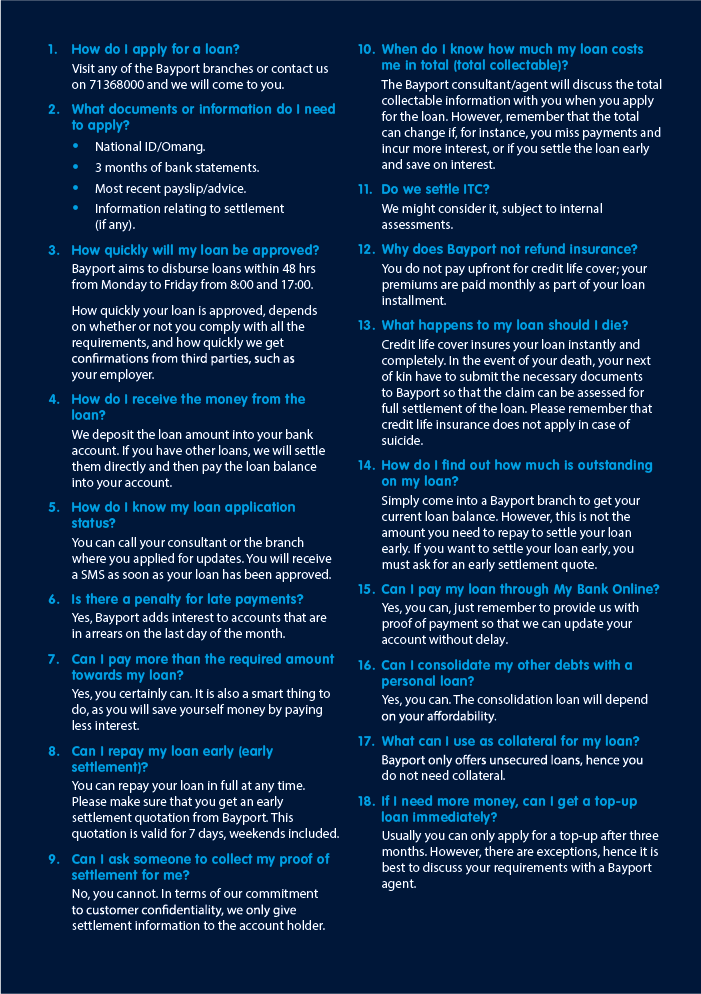 1. How do I apply for a loan?
Visit any of the Bayport branches or contact us
on 71368000 and we will come to you.
2. What documents or information do I need
to apply?
• National ID/Omang.
• 3 months of bank statements.
• Most recent payslip/advice.
• Information relating to settlement
(if any).
3. How quickly will my loan be approved?
Bayport aims to disburse loans within 48 hrs
from Monday to Friday from 8:00 and 17:00.
How quickly your loan is approved, depends
on whether or not you comply with all the
requirements, and how quickly we get
confirmations from third parties, such as
your employer.
4. How do I receive the money from the
loan?
We deposit the loan amount into your bank
account. If you have other loans, we will settle
them directly and then pay the loan balance
into your account.
5. How do I know my loan application
status?
You can call your consultant or the branch
where you applied for updates. You will receive
a SMS as soon as your loan has been approved.
6. Is there a penalty for late payments?
Yes, Bayport adds interest to accounts that are
in arrears on the last day of the month.
7. Can I pay more than the required amount
towards my loan?
Yes, you certainly can. It is also a smart thing to
do, as you will save yourself money by paying
less interest.
8. Can I repay my loan early (early
settlement)?
You can repay your loan in full at any time.
Please make sure that you get an early
settlement quotation from Bayport. This
quotation is valid for 7 days, weekends included.
9. Can I ask someone to collect my proof of
settlement for me?
No, you cannot. In terms of our commitment
to customer confidentiality, we only give
settlement information to the account holder.
10. When do I know how much my loan costs
me in total (total collectable)?
The Bayport consultant/agent will discuss the total
collectable information with you when you apply
for the loan. However, remember that the total
can change if, for instance, you miss payments and
incur more interest, or if you settle the loan early
and save on interest.
11. Do we settle ITC?
We might consider it, subject to internal
assessments.
12. Why does Bayport not refund insurance?
You do not pay upfront for credit life cover; your
premiums are paid monthly as part of your loan
installment.
13. What happens to my loan should I die?
Credit life cover insures your loan instantly and
completely. In the event of your death, your next
of kin have to submit the necessary documents
to Bayport so that the claim can be assessed for
full settlement of the loan. Please remember that
credit life insurance does not apply in case of
suicide.
14. How do I find out how much is outstanding
on my loan?
Simply come into a Bayport branch to get your
current loan balance. However, this is not the
amount you need to repay to settle your loan
early. If you want to settle your loan early, you
must ask for an early settlement quote.
15. Can I pay my loan through My Bank Online?
Yes, you can, just remember to provide us with
proof of payment so that we can update your
account without delay.
16. Can I consolidate my other debts with a
personal loan?
Yes, you can. The consolidation loan will depend
on your affordability.
17. What can I use as collateral for my loan?
Bayport only offers unsecured loans, hence you
do not need collateral.
18. If I need more money, can I get a top-up
loan immediately?
Usually you can only apply for a top-up after three
months. However, there are exceptions, hence it is
best to discuss your requirements with a Bayport
agent.